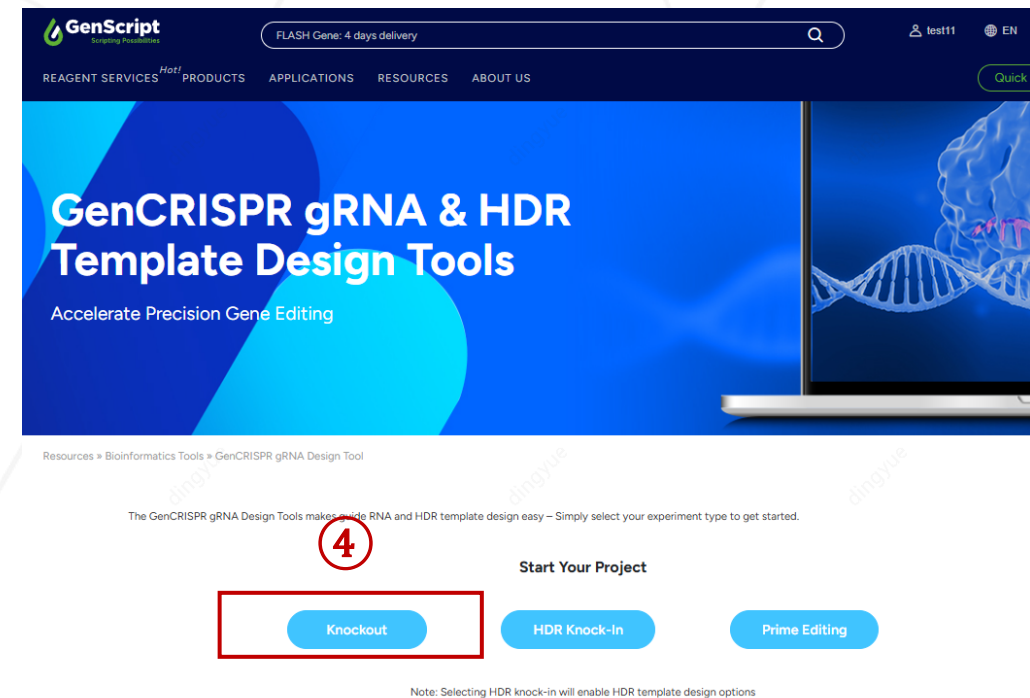 GenScript
Scripting Possibilities
FLASH Gene: 4 days delivery
test11
EN
REAGENT SERVICES Hot! PRODUCTS APPLICATIONS RESOURCES ABOUT US
Quick
GenCRISPR gRNA & HDR
Template Design Tools
Accelerate Precision Gene Editing
Resources » Bioinformatics Tools » GenCRISPR gRNA Design Tool
dingyue
dingyue
dingyue
The GenCRISPR gRNA Design Tools makes guide RNA and HDR template design easy – Simply select your experiment type to get started.
④
Start Your Project
Knockout
HDR Knock-In
Prime Editing
Note: Selecting HDR knock-in will enable HDR template design options